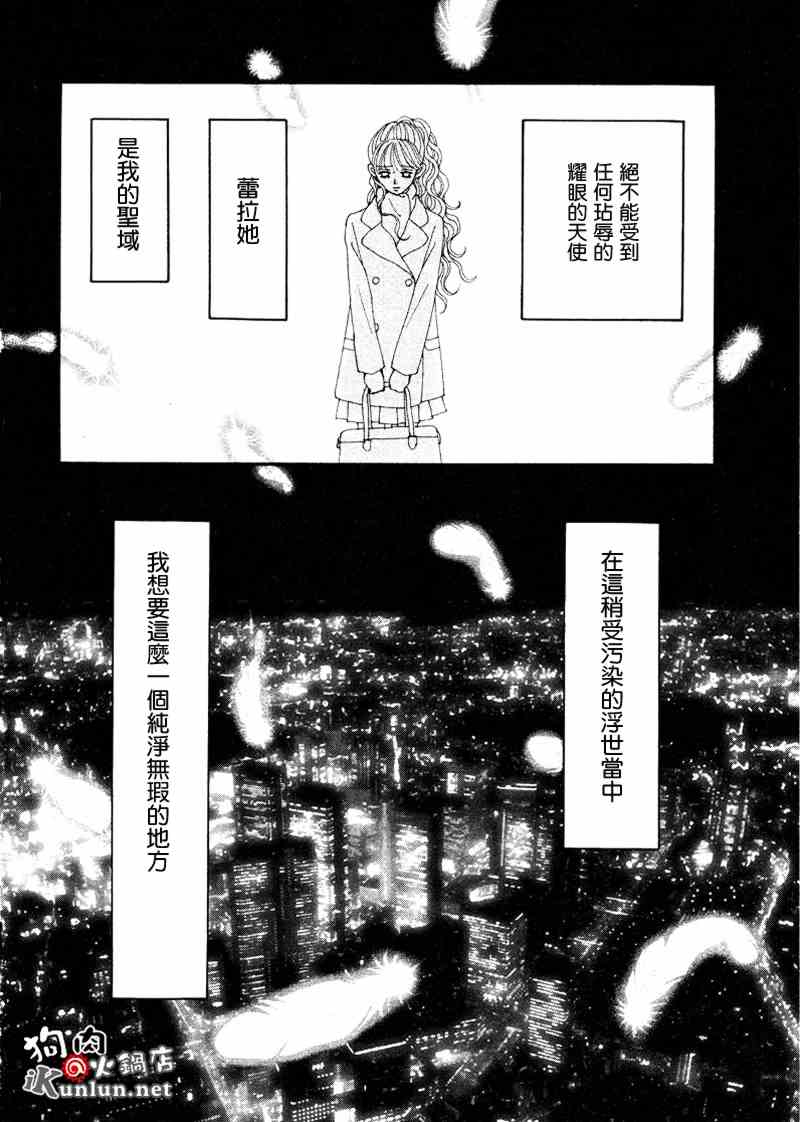 絕不能受到
任何玷辱的
耀眼的天使
蕾拉她
是我的聖域
在這稍受污染的浮世當中
我想要這麼一個純淨無瑕的地方
狗肉@火鍋店
iKunlun.net